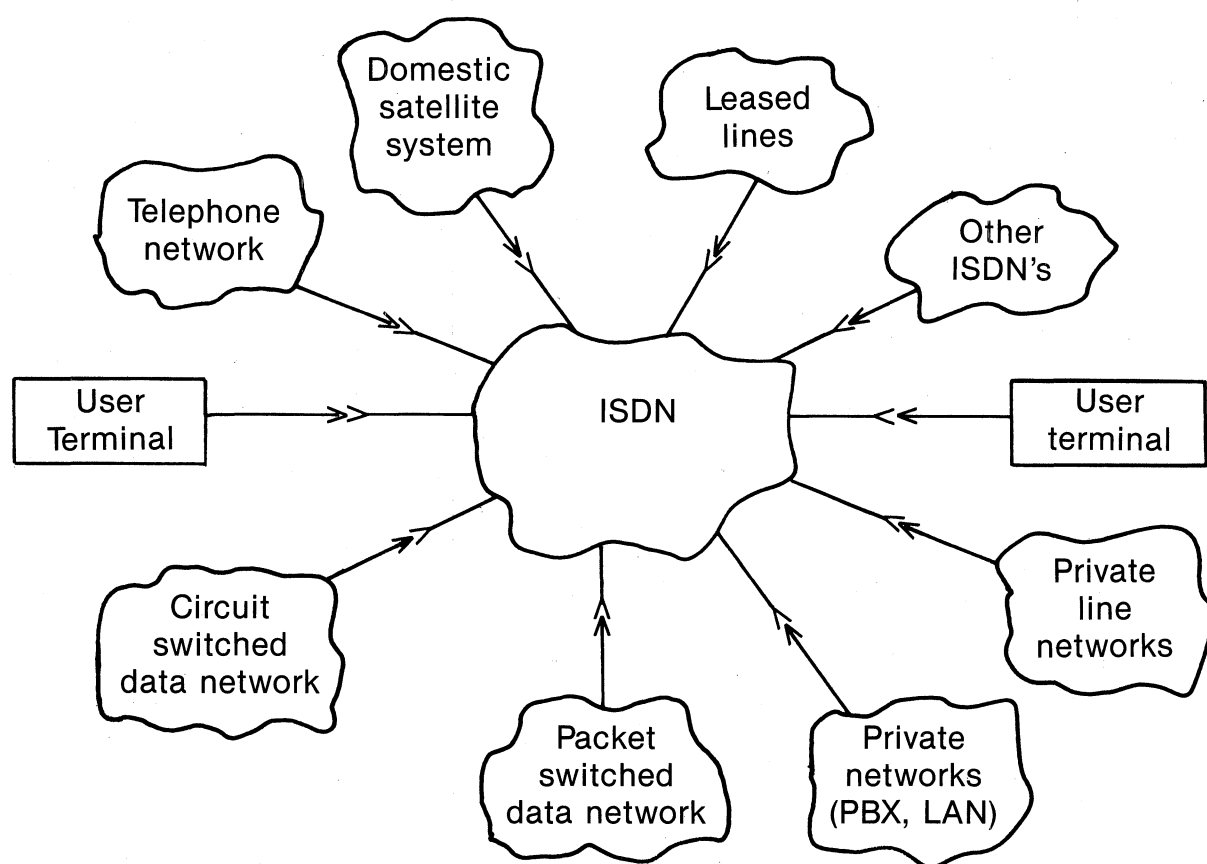 Domestic
satellite
system
Leased
lines
Telephone
network
Other
ISDN's
User
Terminal
ISDN
User
terminal
Circuit
switched
data network
Packet
switched
data network
Private
networks
(PBX, LAN)
Private
line
networks